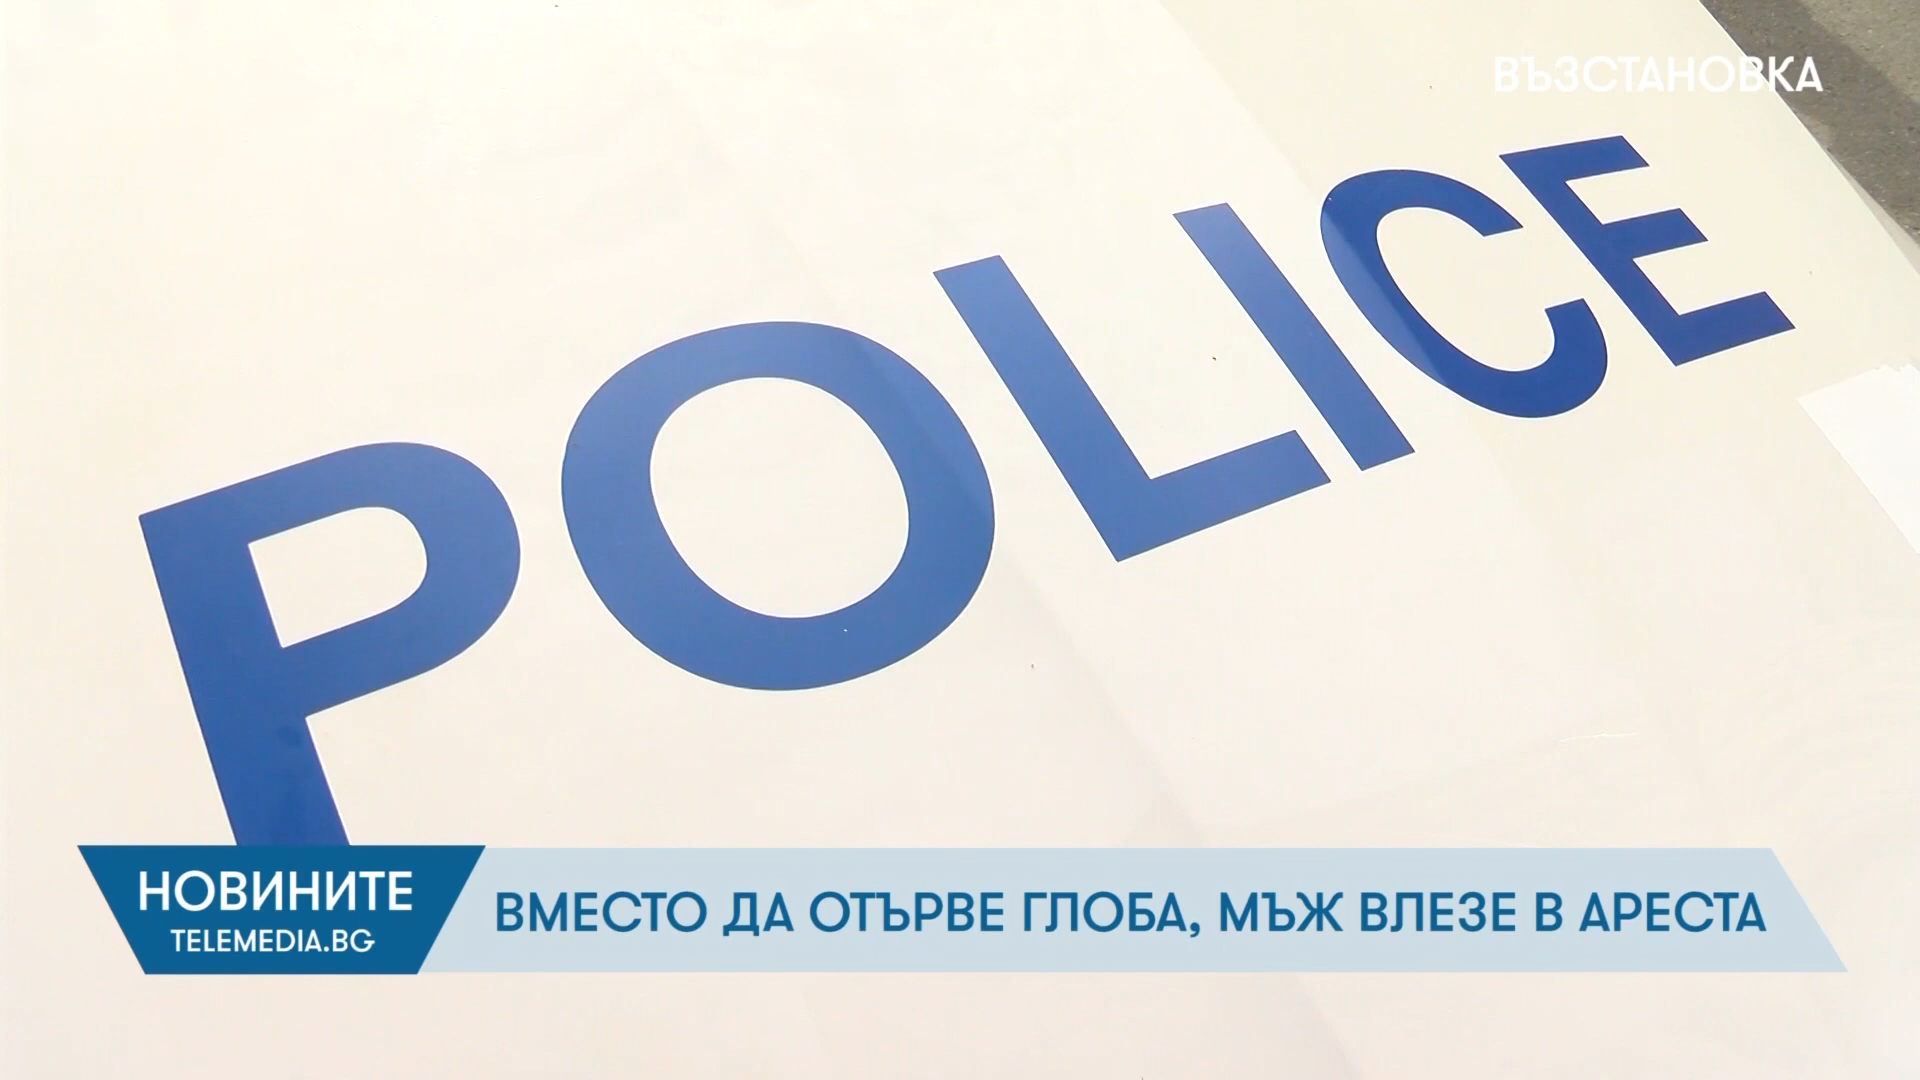 ВЪЗСТАНОВКА
POLICE
НОВИНИТЕ
TELEMEDIA.BG
ВМЕСТО ДА ОТЪРВЕ ГЛОБА, МЪЖ ВЛЕЗЕ В АРЕСТА